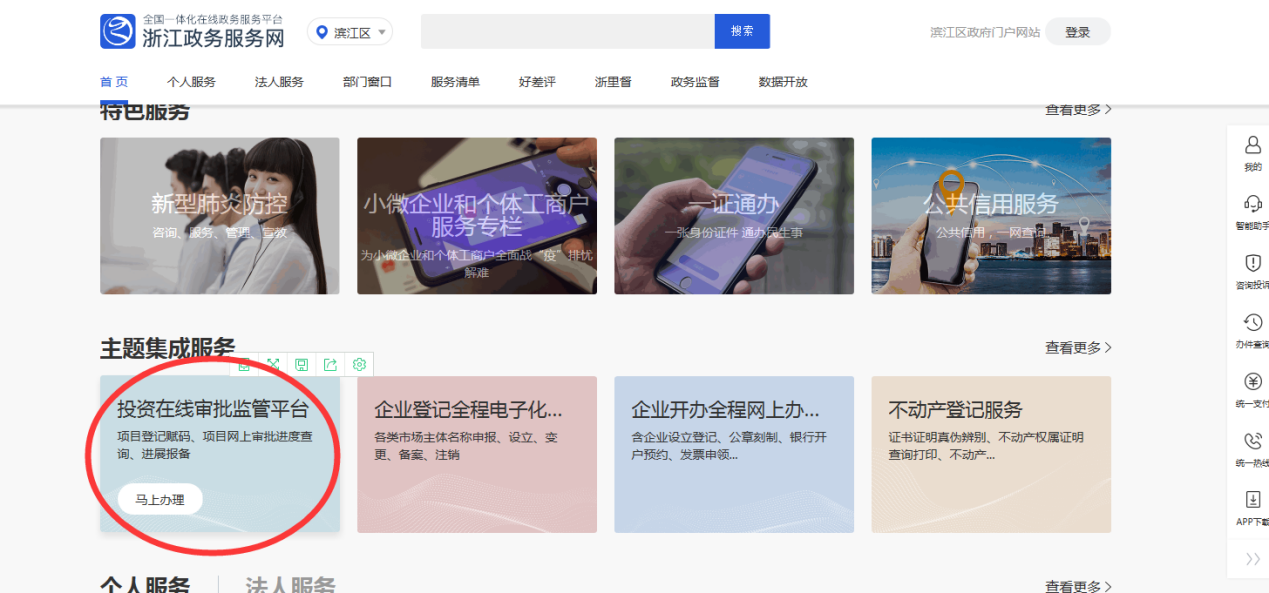 全国一体化在线政务服务平台
浙江政务服务网
滨江区
搜索
滨江区政府门户网站
登录
首页
个人服务
法人服务
部门窗口
服务清单
好差评
浙里督
政务监督
数据开放
特色服务
查看更多
新型肺炎防控
咨询、服务、管理、宣教
小微企业和个体工商户
服务专栏
为小微企业和个体工商户全面战“疫”排忧
解难
一证通办
一张身份证件 通办民生事
公共信用服务
公共信用，一网查询
主题集成服务
查看更多
投资在线审批监管平台
项目登记赋码、项目网上审批进度查
询、进展报备
马上办理
企业登记全程电子化...
各类市场主体名称申报、设立、变
更、备案、注销
企业开办全程网上办...
含企业设立登记、公章刻制、银行开
户预约、发票申领...
不动产登记服务
证书证明真伪辨别、不动产权属证明
查询打印、不动产...
个人服务
法人服务
查看更多
我的
智能助手
咨询投诉
办件查询
统一支付
统一热线
APP下载